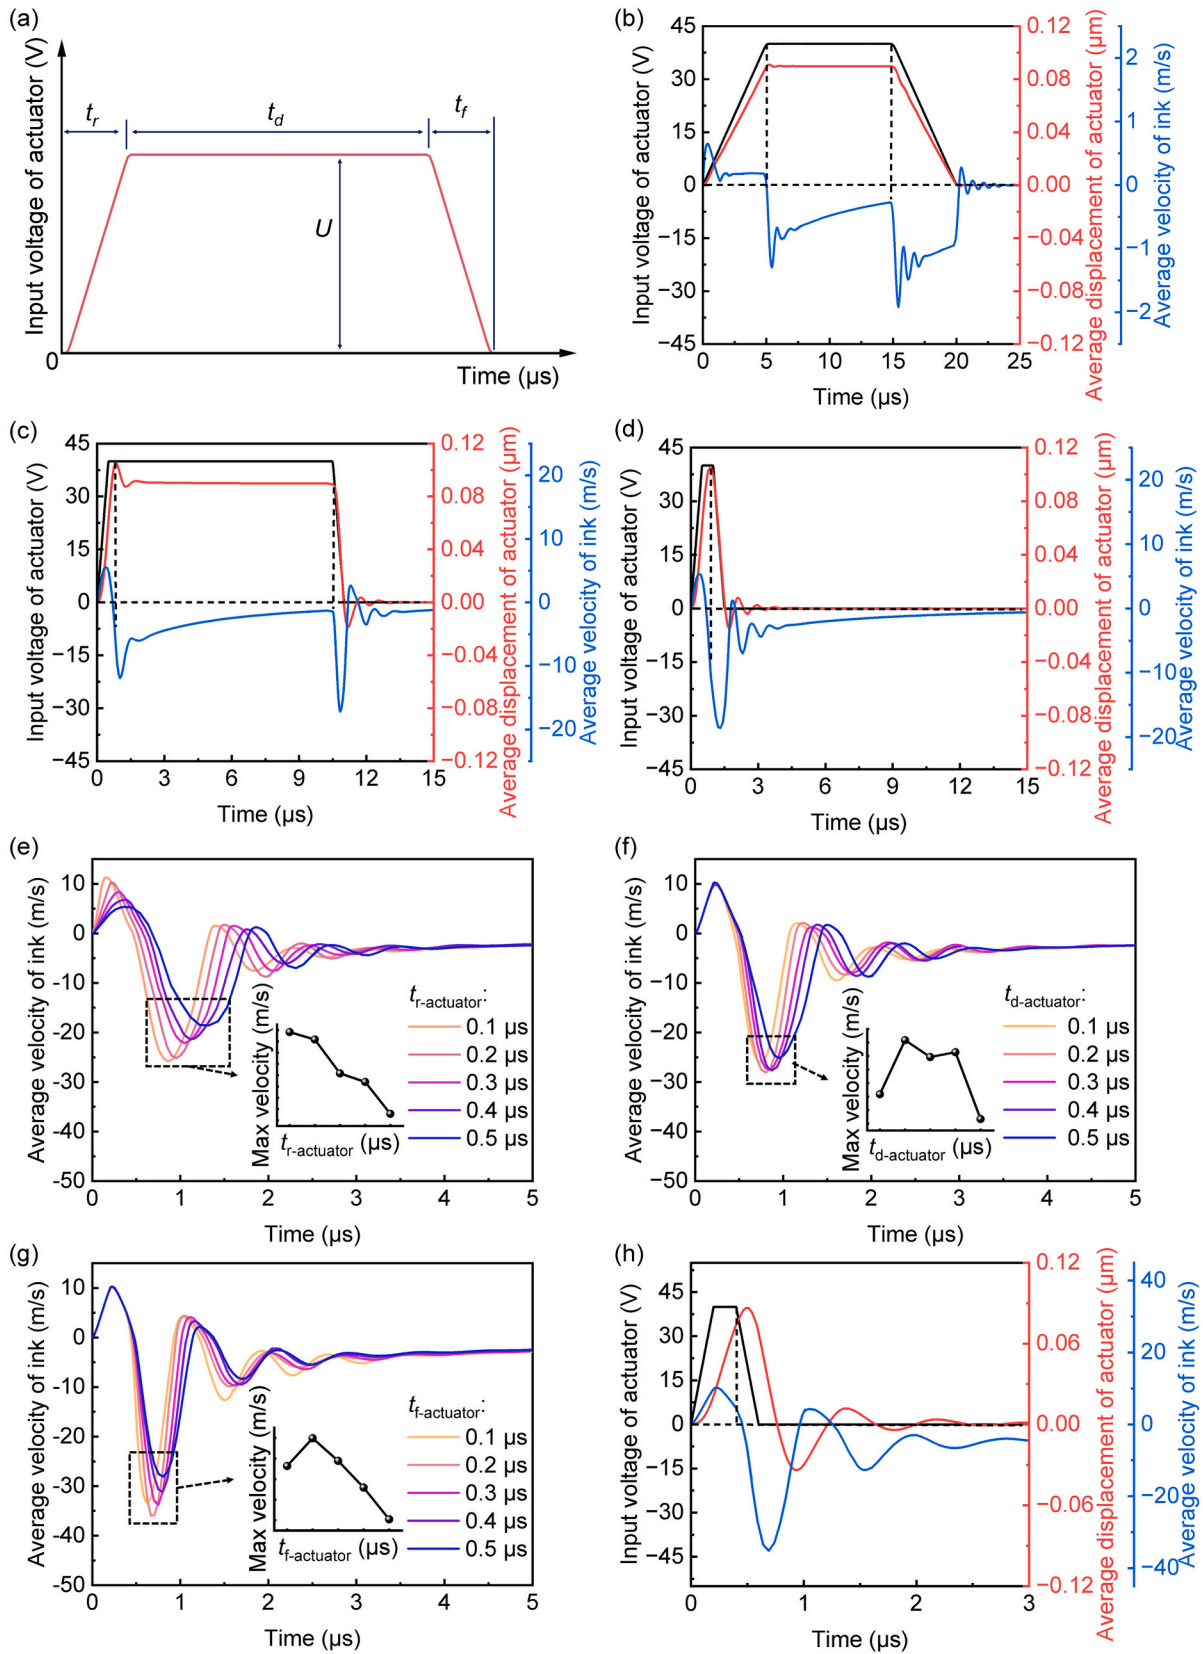 (a)
Input voltage of actuator (V)
t_r
t_d
t_f
U
0
Time (µs)
(b)
Input voltage of actuator (V)
45
30
15
0
−15
−30
−45
0 5 10 15 20 25
Time (µs)
0.12
0.08
0.04
0.00
−0.04
−0.08
−0.12
Average displacement of actuator (µm)
2
1
0
−1
−2
Average velocity of ink (m/s)
(c)
Input voltage of actuator (V)
45
30
15
0
−15
−30
−45
0 3 6 9 12 15
Time (µs)
0.12
0.08
0.04
0.00
−0.04
−0.08
−0.12
Average displacement of actuator (µm)
20
10
0
−10
−20
Average velocity of ink (m/s)
(d)
Input voltage of actuator (V)
45
30
15
0
−15
−30
−45
0 3 6 9 12 15
Time (µs)
0.12
0.08
0.04
0.00
−0.04
−0.08
−0.12
Average displacement of actuator (µm)
20
10
0
−10
−20
Average velocity of ink (m/s)
(e)
Average velocity of ink (m/s)
10
0
-10
-20
-30
-40
-50
0 1 2 3 4 5
Time (µs)
Max velocity (m/s)
t_r-actuator (µs)
t_r-actuator:
0.1 µs
0.2 µs
0.3 µs
0.4 µs
0.5 µs
(f)
Average velocity of ink (m/s)
10
0
-10
-20
-30
-40
-50
0 1 2 3 4 5
Time (µs)
Max velocity (m/s)
t_d-actuator (µs)
t_d-actuator:
0.1 µs
0.2 µs
0.3 µs
0.4 µs
0.5 µs
(g)
Average velocity of ink (m/s)
10
0
-10
-20
-30
-40
-50
0 1 2 3 4 5
Time (µs)
Max velocity (m/s)
t_f-actuator (µs)
t_f-actuator:
0.1 µs
0.2 µs
0.3 µs
0.4 µs
0.5 µs
(h)
Input voltage of actuator (V)
45
30
15
0
−15
−30
−45
0 1 2 3
Time (µs)
0.12
0.06
0.00
−0.06
−0.12
Average displacement of actuator (µm)
40
20
0
−20
−40
Average velocity of ink (m/s)